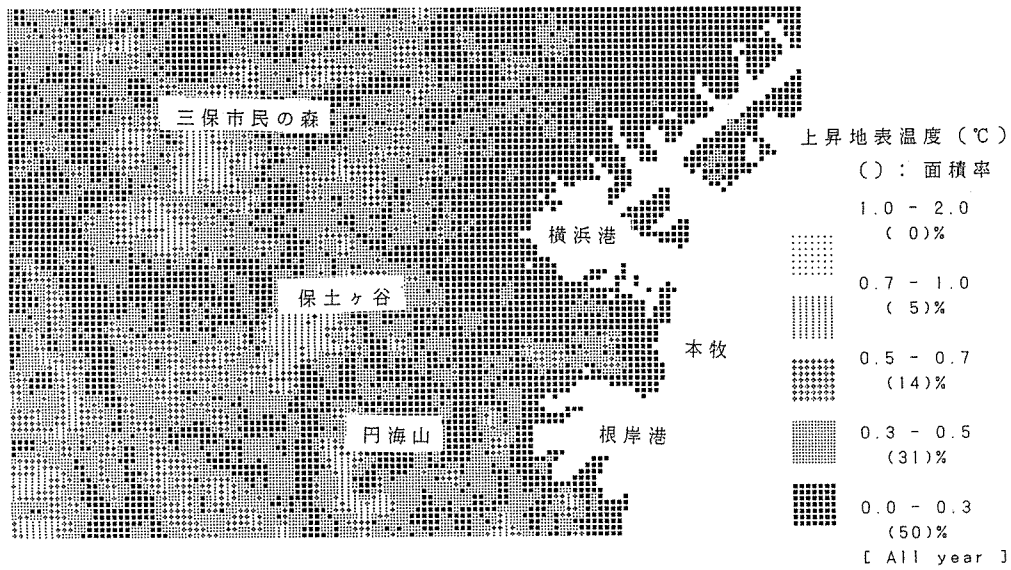 三保市民の森
横浜港
保土ヶ谷
本牧
円海山
根岸港
上昇地表温度(℃)
():面積率
1.0 - 2.0
( 0)%
0.7 - 1.0
( 5)%
0.5 - 0.7
(14)%
0.3 - 0.5
(31)%
0.0 - 0.3
(50)%
[ All year ]